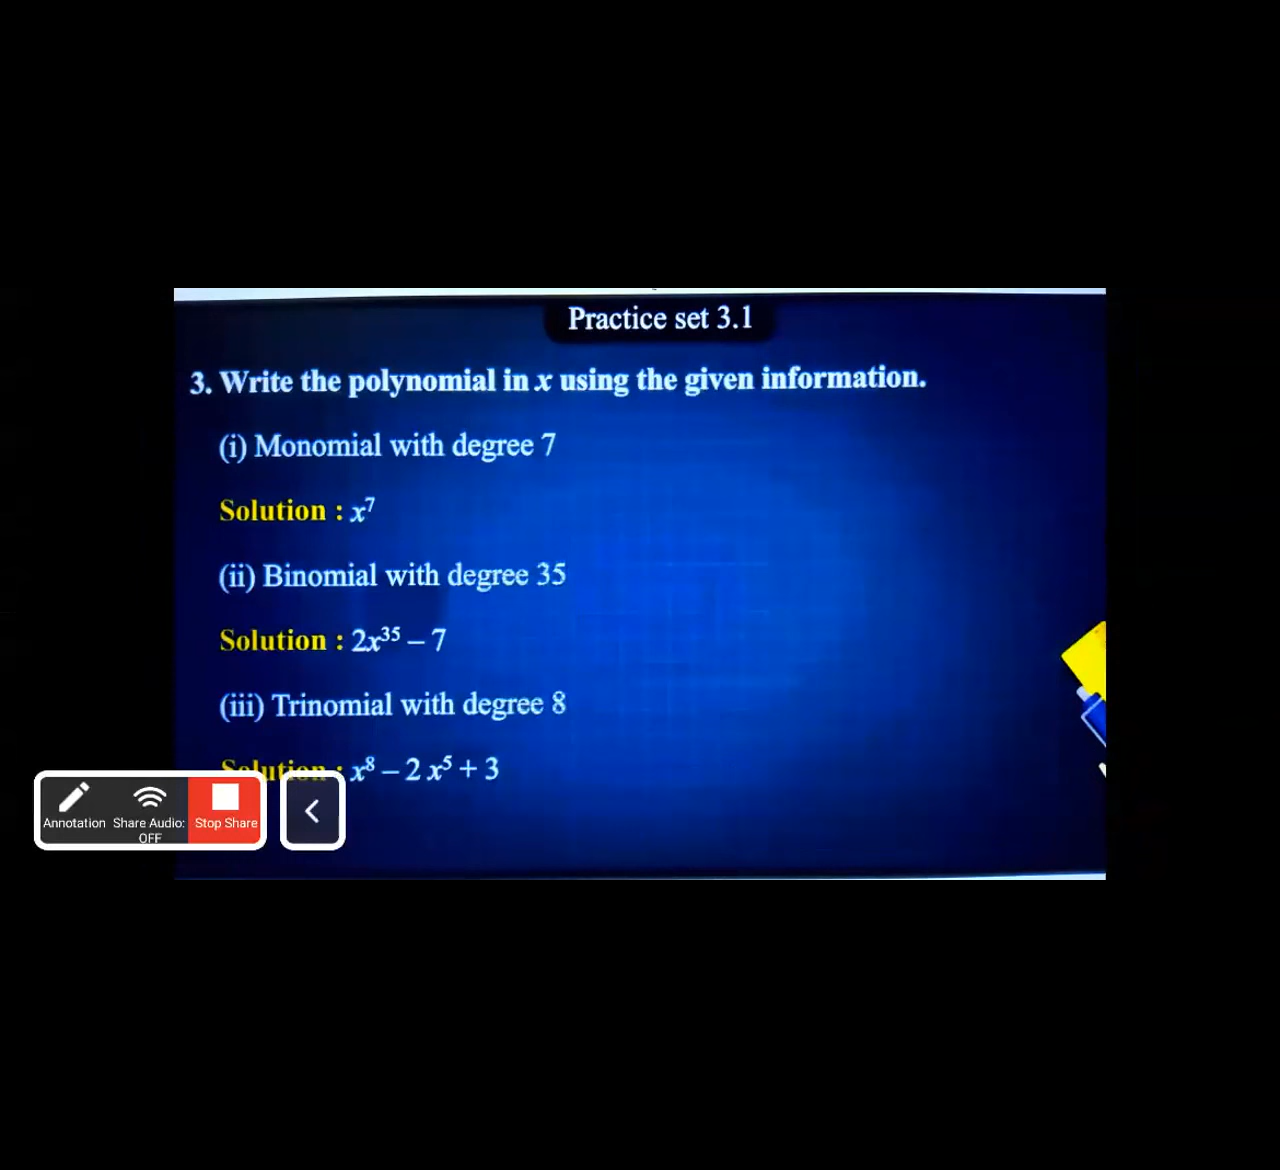 Practice set 3.1
3. Write the polynomial in x using the given information.
(i) Monomial with degree 7
Solution : x⁷
(ii) Binomial with degree 35
Solution : 2x³⁵ – 7
(iii) Trinomial with degree 8
Solution : x⁸ – 2 x⁵ + 3
Annotation
Share Audio: OFF
Stop Share